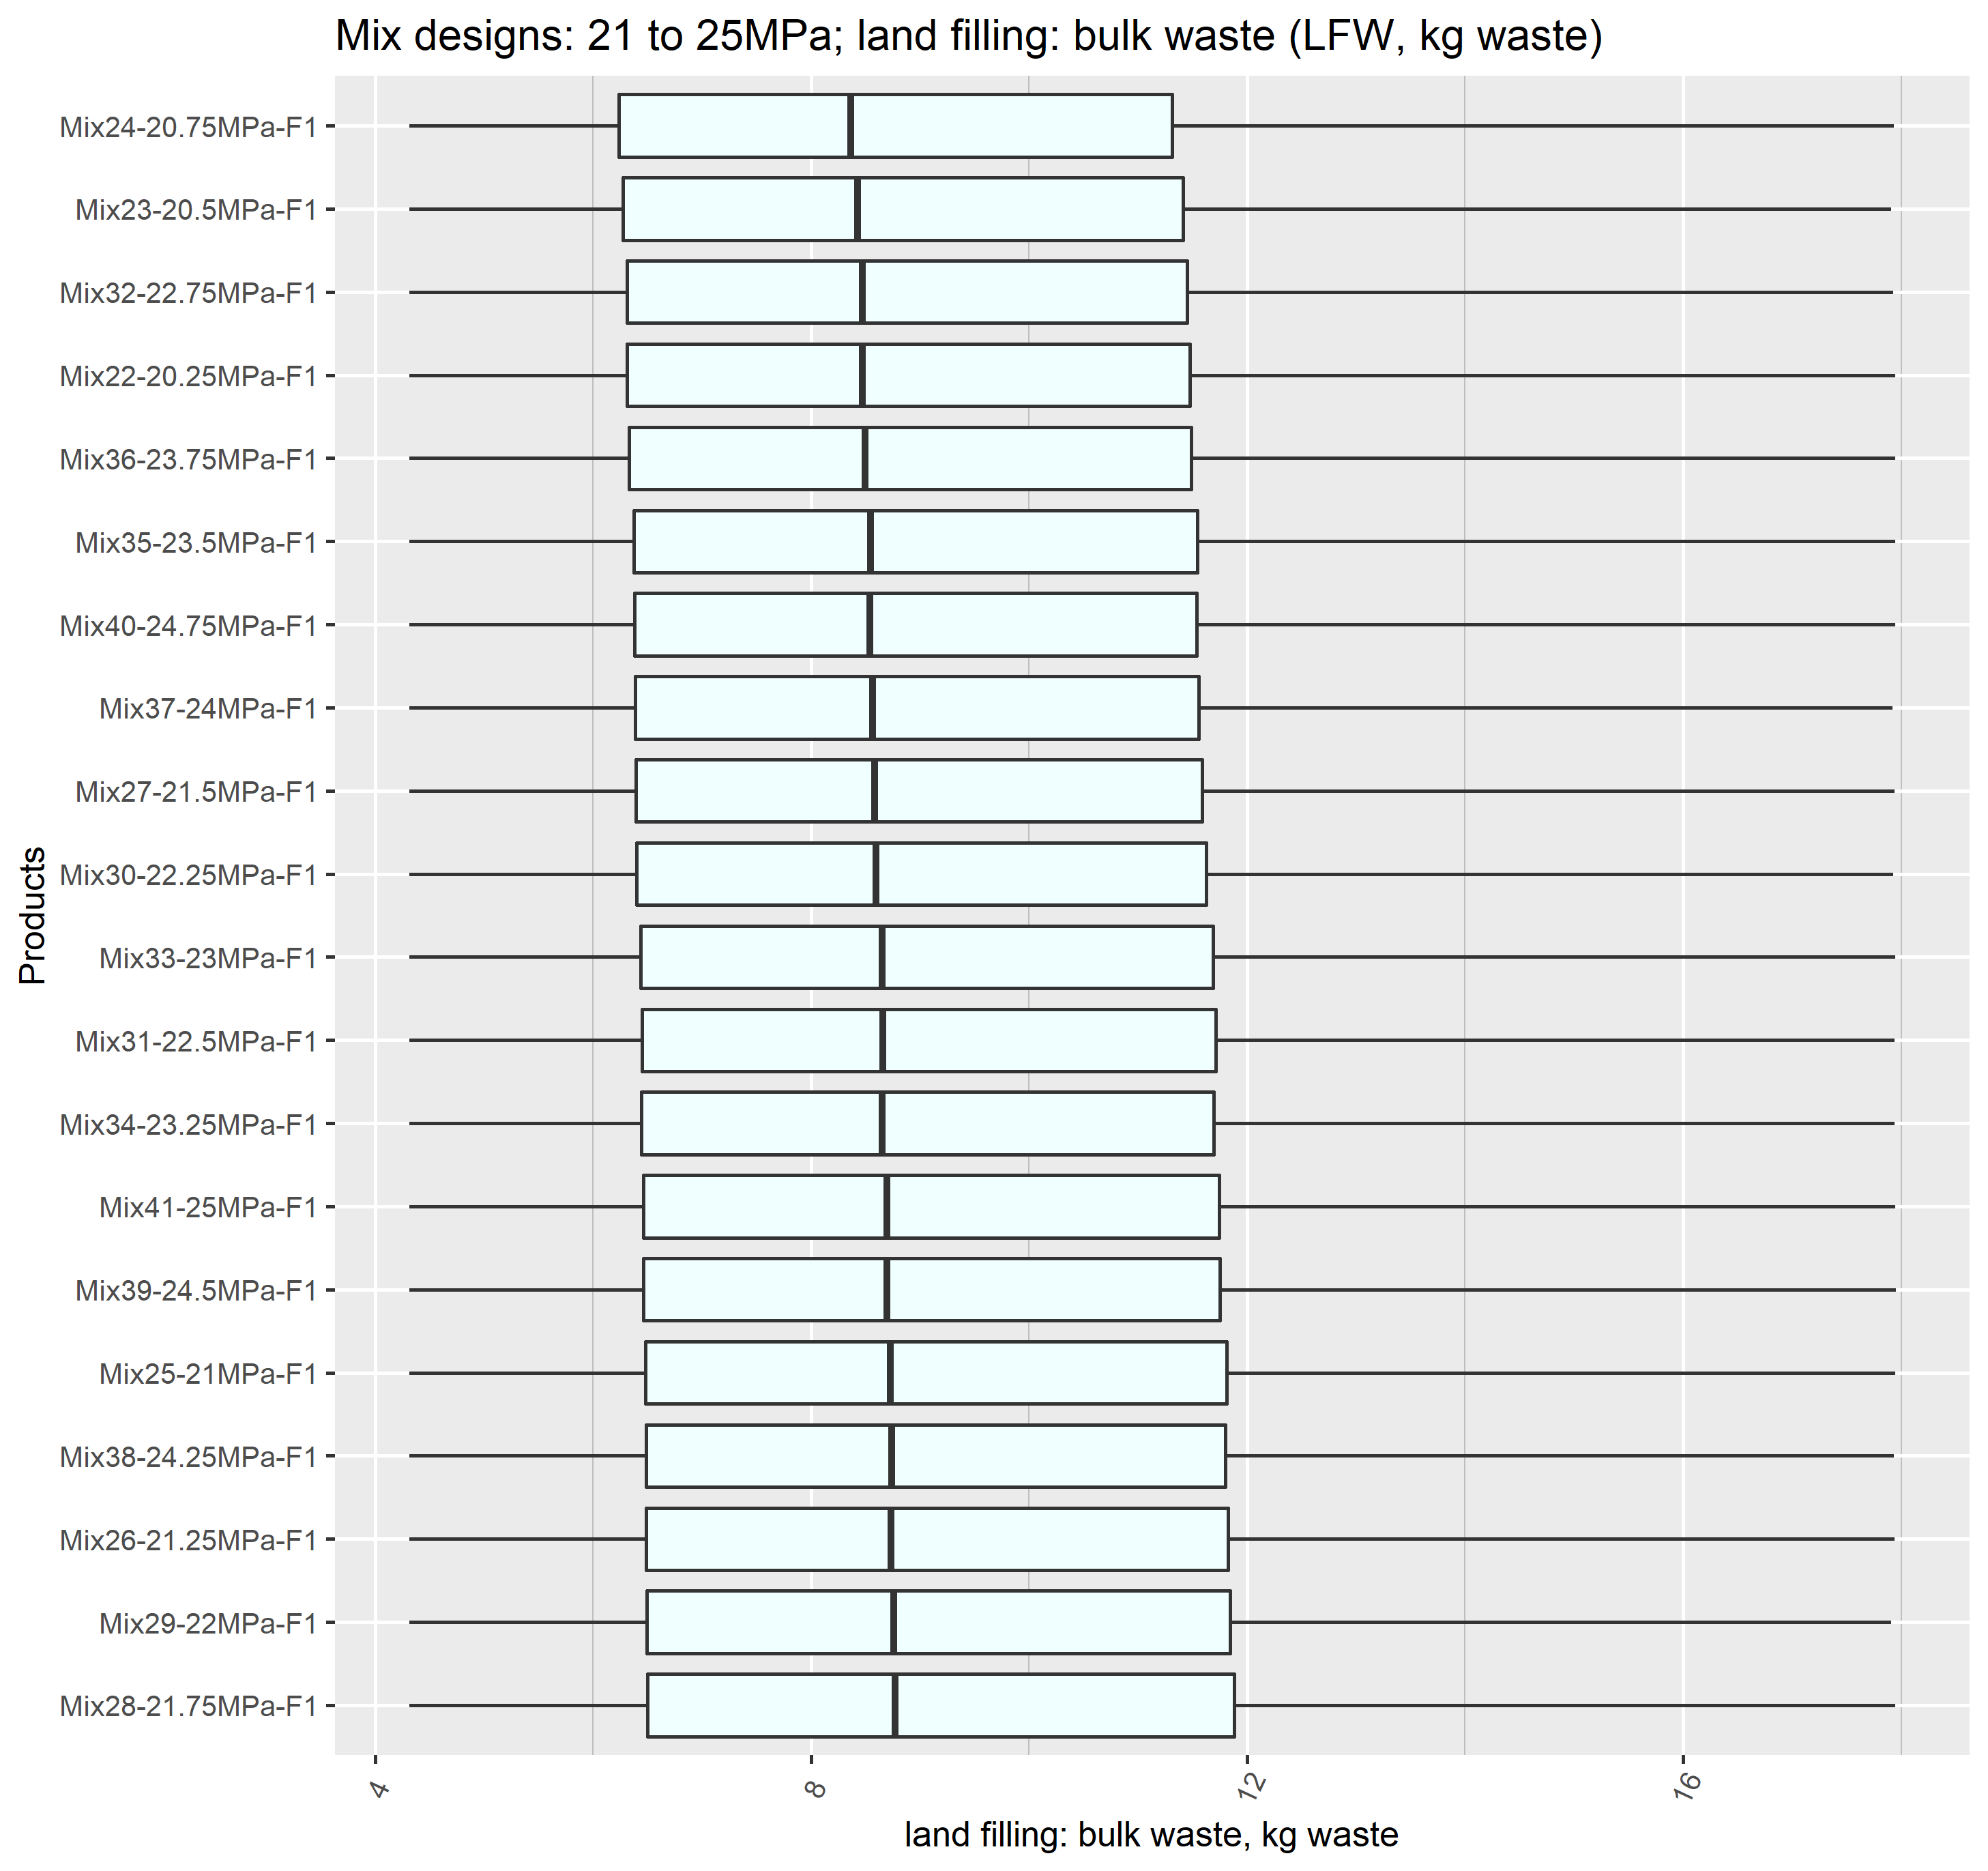 Mix designs: 21 to 25MPa; land filling: bulk waste (LFW, kg waste)
Mix24-20.75MPa-F1
Mix23-20.5MPa-F1
Mix32-22.75MPa-F1
Mix22-20.25MPa-F1
Mix36-23.75MPa-F1
Mix35-23.5MPa-F1
Mix40-24.75MPa-F1
Mix37-24MPa-F1
Mix27-21.5MPa-F1
Mix30-22.25MPa-F1
Mix33-23MPa-F1
Mix31-22.5MPa-F1
Mix34-23.25MPa-F1
Mix41-25MPa-F1
Mix39-24.5MPa-F1
Mix25-21MPa-F1
Mix38-24.25MPa-F1
Mix26-21.25MPa-F1
Mix29-22MPa-F1
Mix28-21.75MPa-F1
Products
4 8 12 16
land filling: bulk waste, kg waste